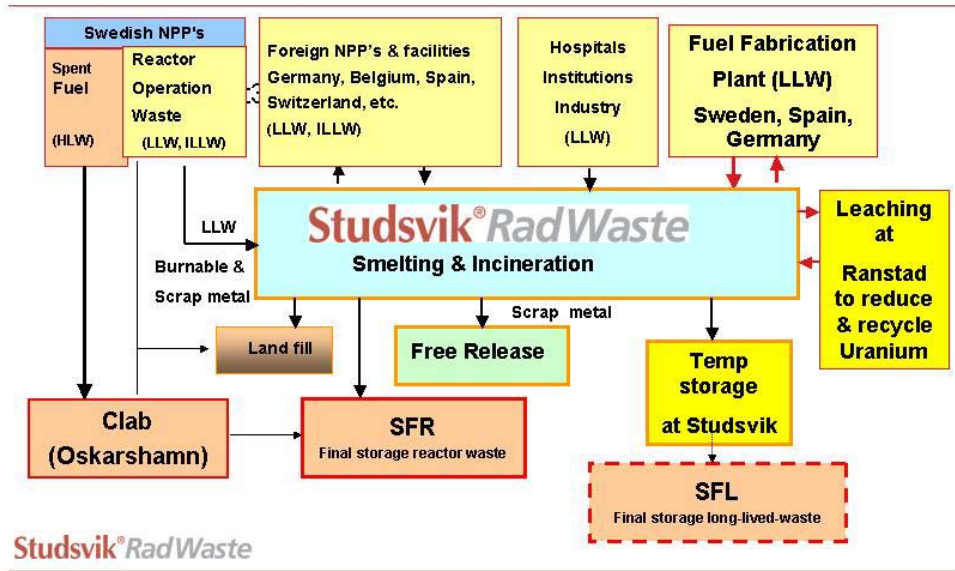 Swedish NPP's
Spent
Fuel
(HLW)
Reactor
Operation
Waste
(LLW, ILLW)
Foreign NPP's & facilities
Germany, Belgium, Spain,
Switzerland, etc.
(LLW, ILLW)
Hospitals
Institutions
Industry
(LLW)
Fuel Fabrication
Plant (LLW)
Sweden, Spain,
Germany
LLW
Burnable &
Scrap metal
Studsvik® RadWaste
Smelting & Incineration
Leaching
at
Ranstad
to reduce
& recycle
Uranium
Land fill
Free Release
Scrap metal
Temp
storage
at Studsvik
Clab
(Oskarshamn)
SFR
Final storage reactor waste
SFL
Final storage long-lived-waste
Studsvik® RadWaste